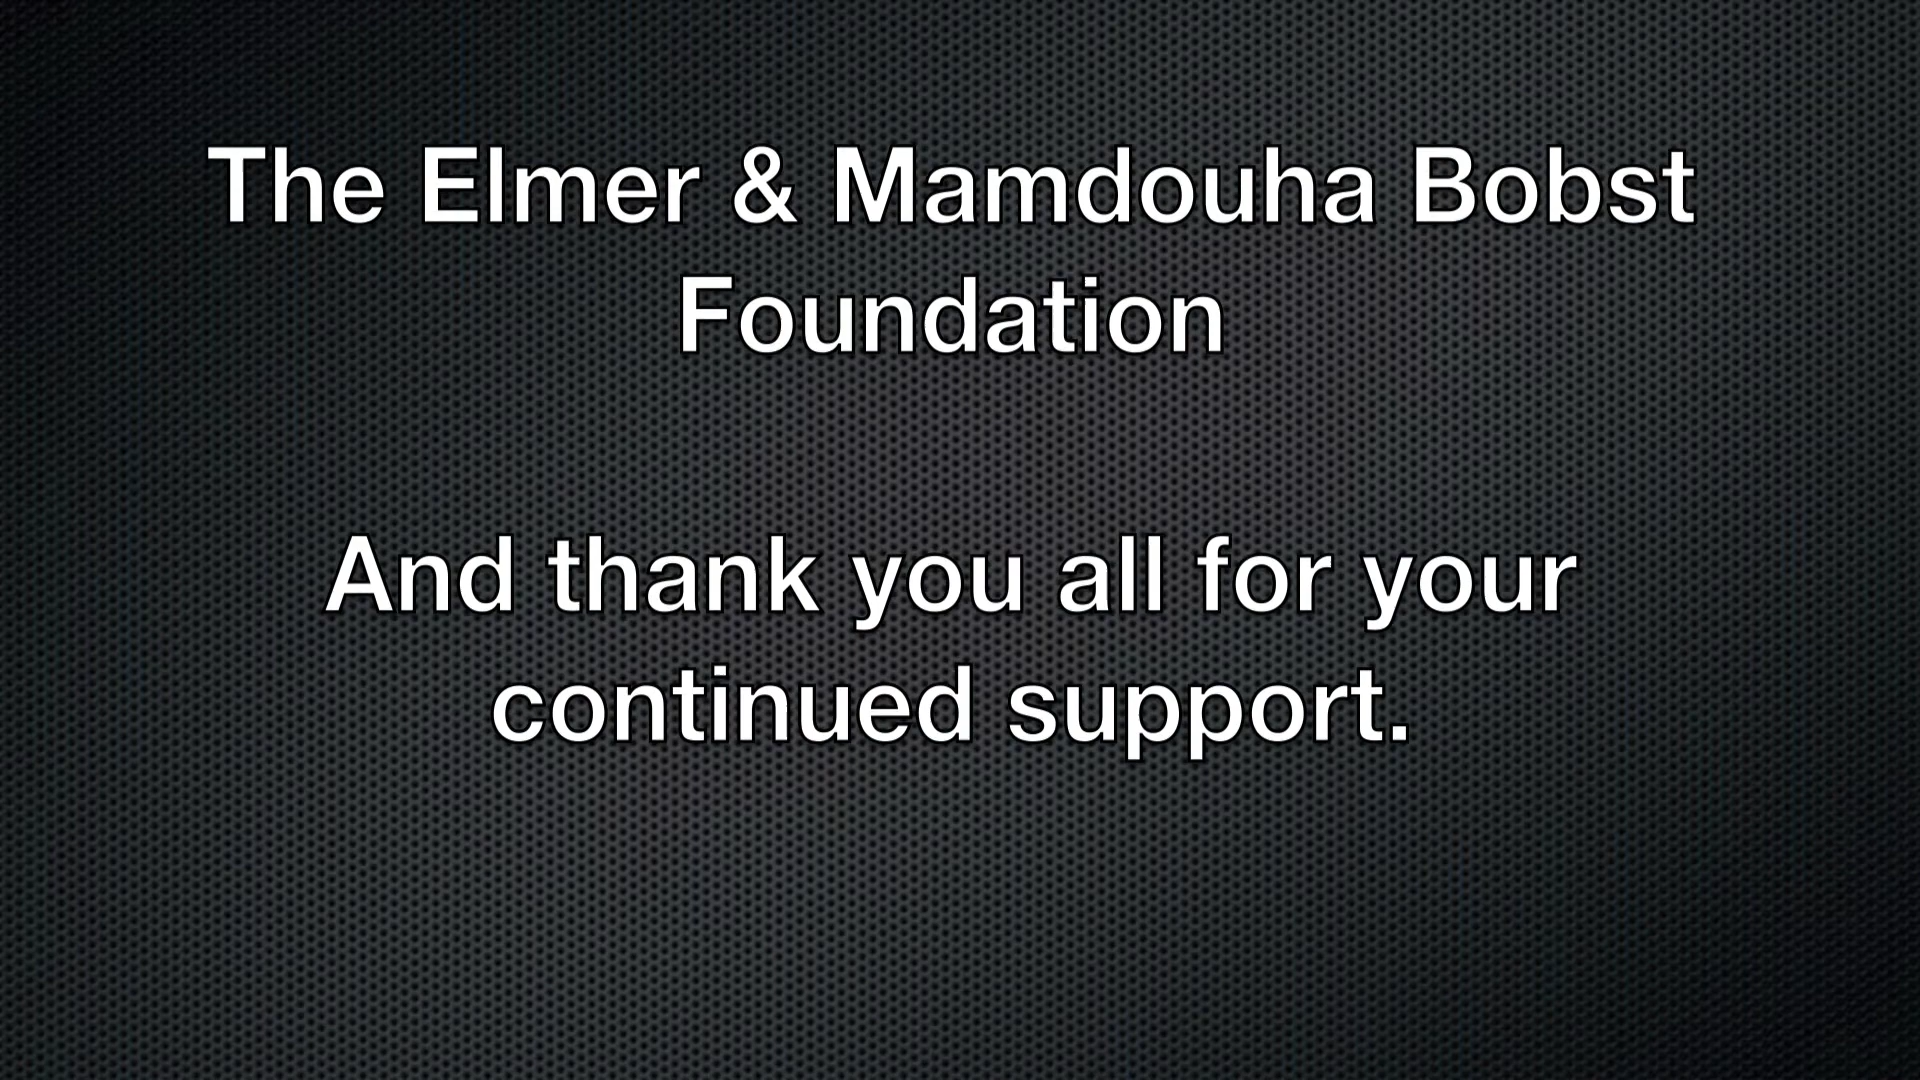 The Elmer & Mamdouha Bobst
Foundation
And thank you all for your
continued support.